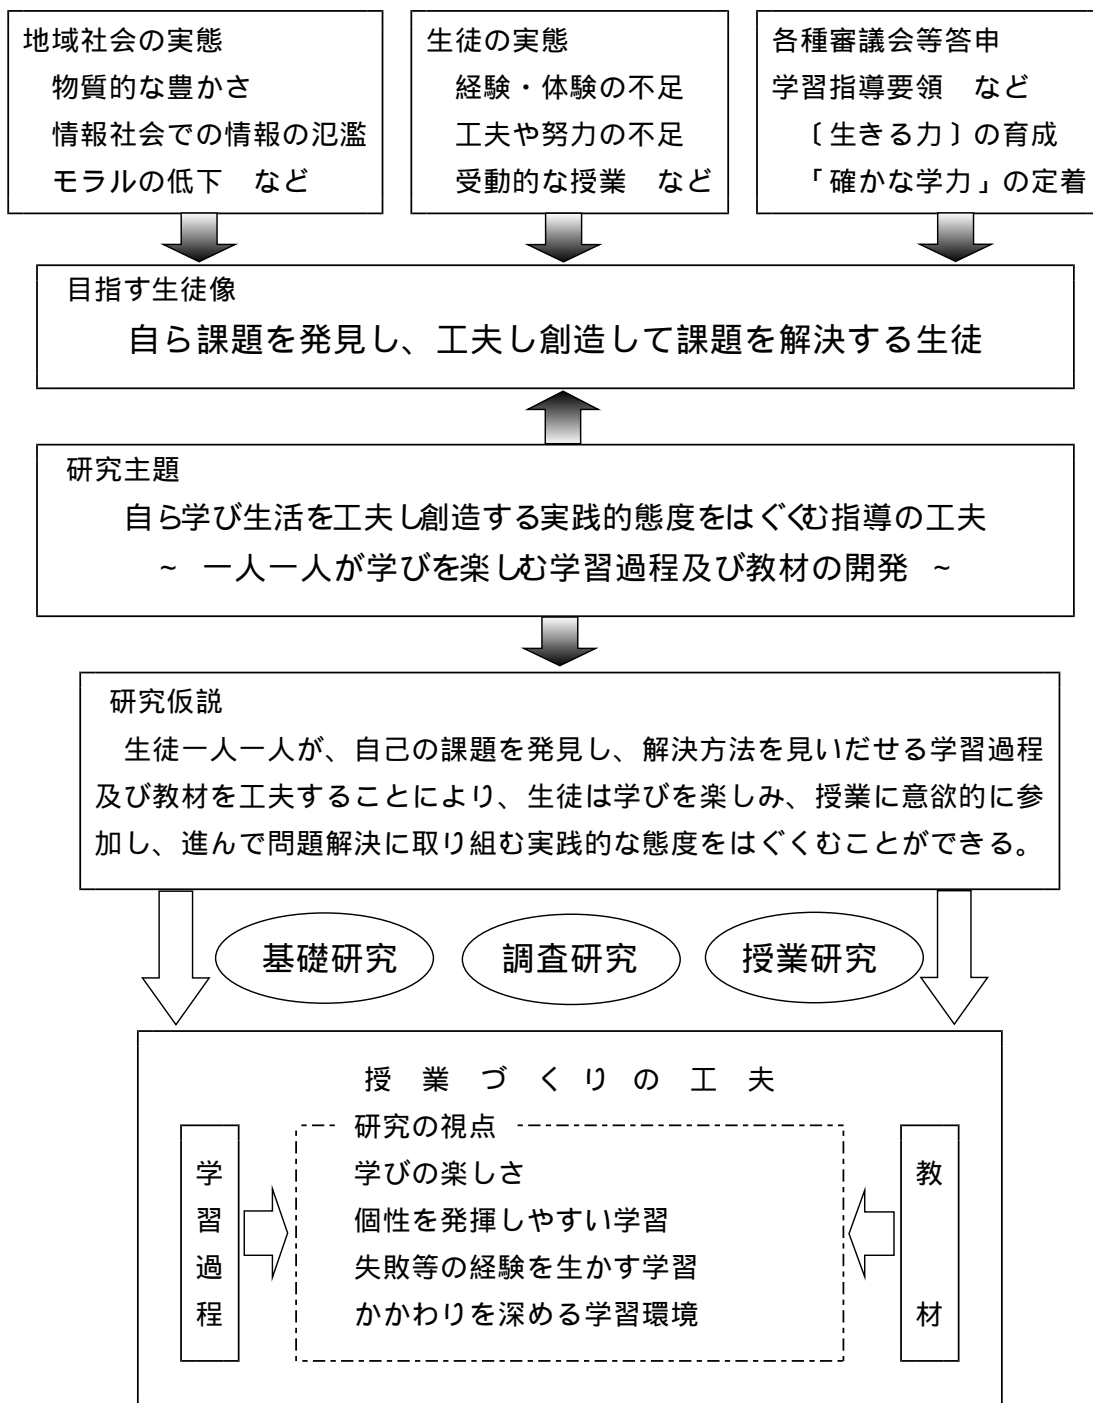 地域社会の実態
物質的な豊かさ
情報社会での情報の氾濫
モラルの低下　など
生徒の実態
経験・体験の不足
工夫や努力の不足
受動的な授業　など
各種審議会等答申
学習指導要領　など
〔生きる力〕の育成
「確かな学力」の定着
目指す生徒像
自ら課題を発見し、工夫し創造して課題を解決する生徒
研究主題
自ら学び生活を工夫し創造する実践的態度をはぐくむ指導の工夫
~　一人一人が学びを楽しむ学習過程及び教材の開発　~
研究仮説
生徒一人一人が、自己の課題を発見し、解決方法を見いだせる学習過程
及び教材を工夫することにより、生徒は学びを楽しみ、授業に意欲的に参
加し、進んで問題解決に取り組む実践的な態度をはぐくむことができる。
基礎研究
調査研究
授業研究
授業づくりの工夫
学習過程
研究の視点
学びの楽しさ
個性を発揮しやすい学習
失敗等の経験を生かす学習
かかわりを深める学習環境
教材